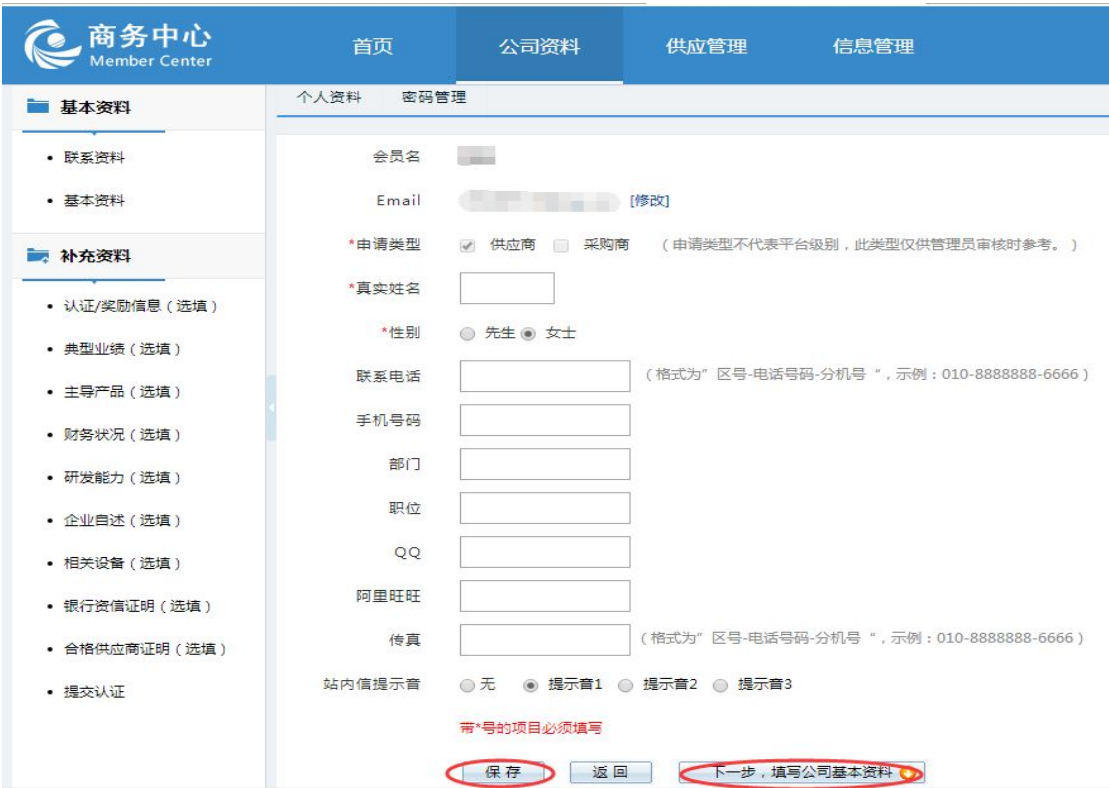 商务中心
Member Center
首页 公司资料 供应管理 信息管理
基本资料
• 联系资料
• 基本资料
补充资料
• 认证/奖励信息（选填）
• 典型业绩（选填）
• 主导产品（选填）
• 财务状况（选填）
• 研发能力（选填）
• 企业自述（选填）
• 相关设备（选填）
• 银行资信证明（选填）
• 合格供应商证明（选填）
• 提交认证
个人资料 密码管理
会员名
Email [修改]
*申请类型 供应商 采购商 （申请类型不代表平台级别，此类型仅供管理员审核时参考。）
*真实姓名
*性别 先生 女士
联系电话 （格式为”区号-电话号码-分机号“，示例：010-8888888-6666）
手机号码
部门
职位
QQ
阿里旺旺
传真 （格式为”区号-电话号码-分机号“，示例：010-8888888-6666）
站内信提示音 无 提示音1 提示音2 提示音3
带*号的项目必须填写
保存 返回 下一步，填写公司基本资料